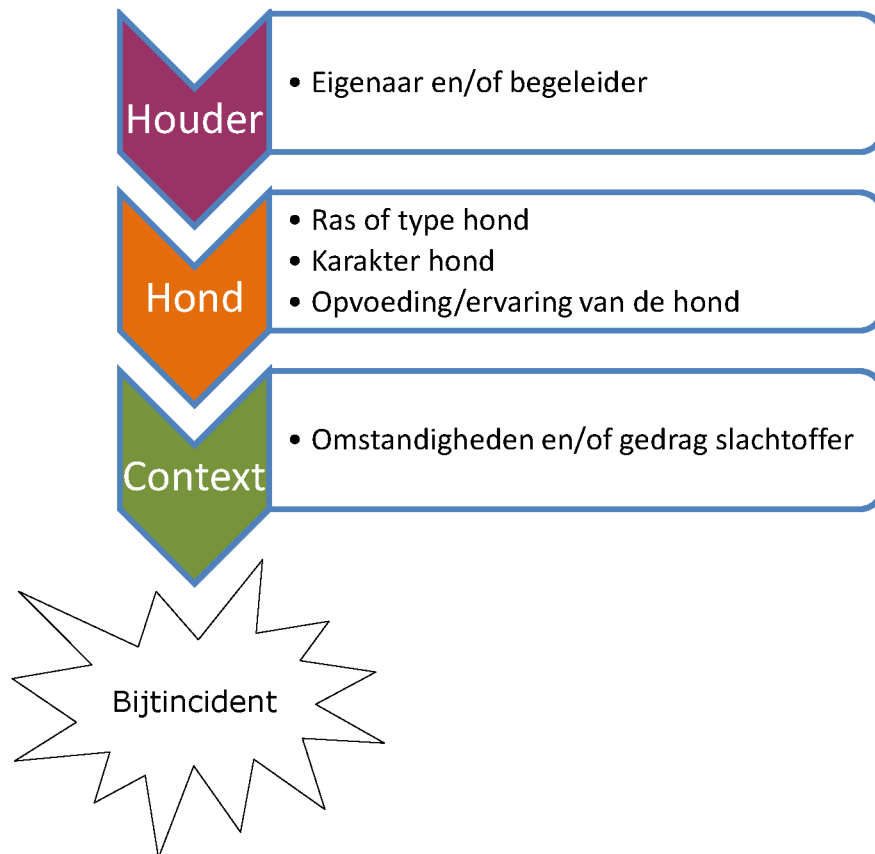 Houder
• Eigenaar en/of begeleider
Hond
• Ras of type hond
• Karakter hond
• Opvoeding/ervaring van de hond
Context
• Omstandigheden en/of gedrag slachtoffer
Bijtincident